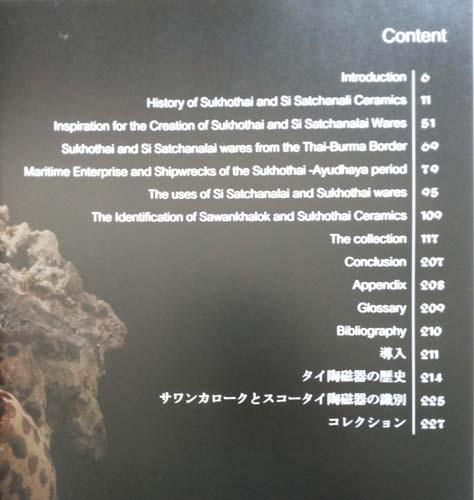 Content
Introduction 6
History of Sukhothai and Si Satchanali Ceramics 11
Inspiration for the Creation of Sukhothai and Si Satchanalai Wares 51
Sukhothai and Si Satchanalai wares from the Thai-Burma Border 69
Maritime Enterprise and Shipwrecks of the Sukhothai -Ayudhaya period 79
The uses of Si Satchanalai and Sukhothai wares 95
The Identification of Sawankhalok and Sukhothai Ceramics 109
The collection 117
Conclusion 207
Appendix 208
Glossary 209
Bibliography 210
導入 211
タイ陶磁器の歴史 214
サワンカロークとスコータイ陶磁器の識別 225
コレクション 227